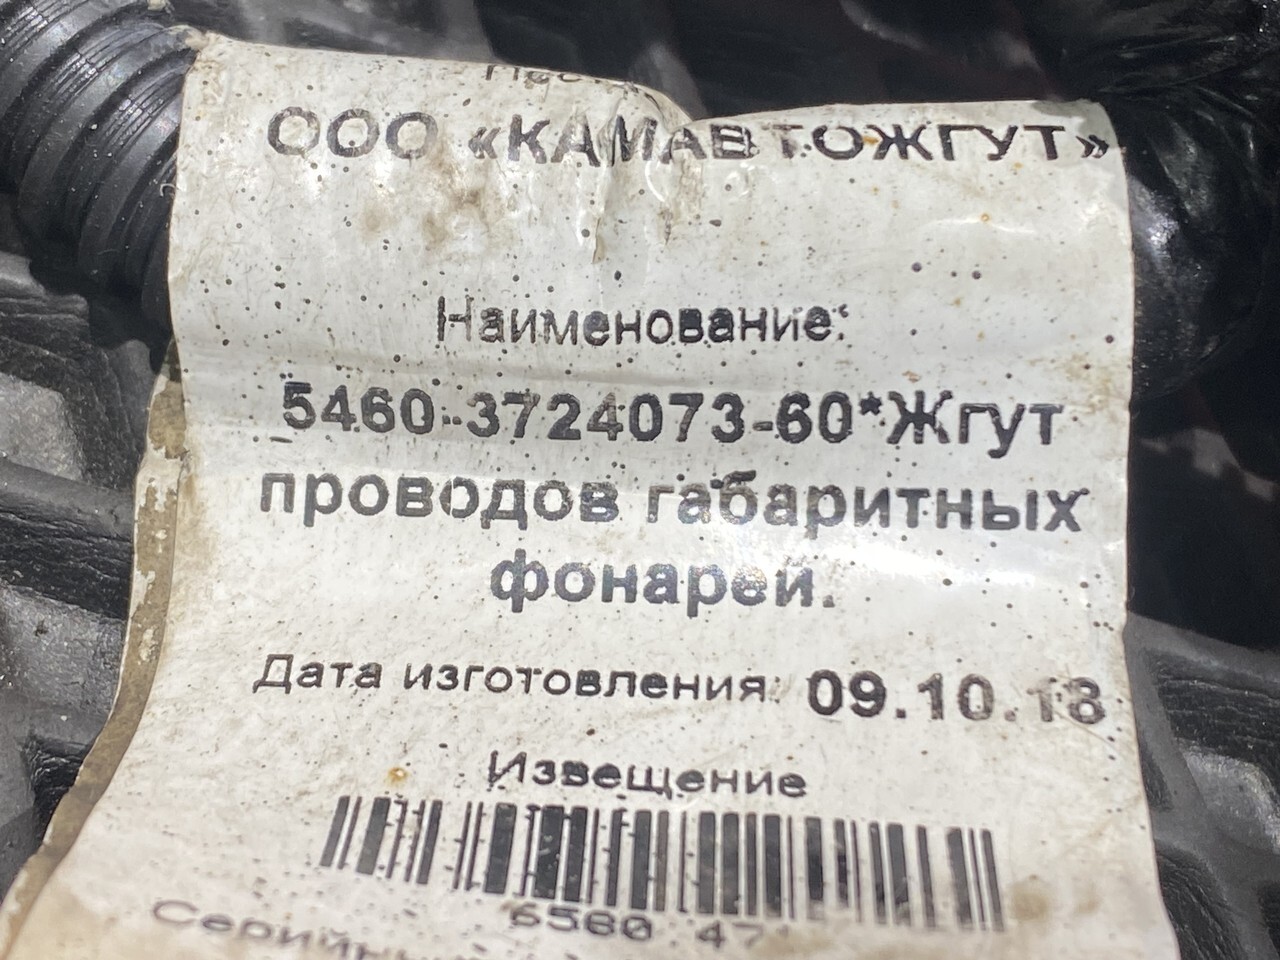 ООО «КАМАВТОЖГУТ»
Наименование:
5460-3724073-60*Жгут
проводов габаритных
фонарей.
Дата изготовления: 09.10.18
Извещение